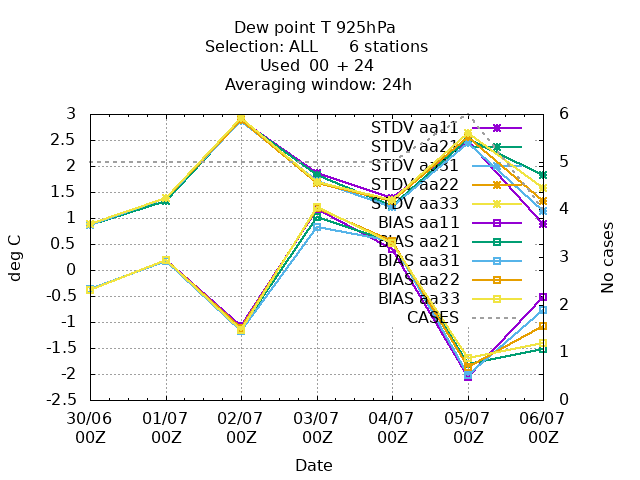 Dew point T 925hPa
Selection: ALL 6 stations
Used 00 + 24
Averaging window: 24h
3
2.5
2
1.5
1
0.5
0
-0.5
-1
-1.5
-2
-2.5
deg C
6
5
4
3
2
1
0
No cases
STDV aa11
STDV aa21
STDV aa31
STDV aa22
STDV aa33
BIAS aa11
BIAS aa21
BIAS aa31
BIAS aa22
BIAS aa33
CASES
30/06 01/07 02/07 03/07 04/07 05/07 06/07
00Z 00Z 00Z 00Z 00Z 00Z 00Z
Date